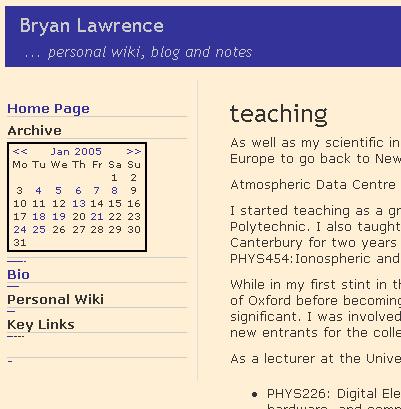 Bryan Lawrence
... personal wiki, blog and notes
Home Page
Archive
<< Jan 2005 >>
Mo Tu We Th Fr Sa Su
1 2
3 4 5 6 7 8 9
10 11 12 13 14 15 16
17 18 19 20 21 22 23
24 25 26 27 28 29 30
31
Bio
Personal Wiki
Key Links
teaching
As well as my scientific in
Europe to go back to New
Atmospheric Data Centre
I started teaching as a gr
Polytechnic. I also taught
Canterbury for two years
PHYS454:Ionospheric and
While in my first stint in th
of Oxford before becoming
significant. I was involved
new entrants for the colle
As a lecturer at the Unive
• PHYS226: Digital Ele
hardware, and comp